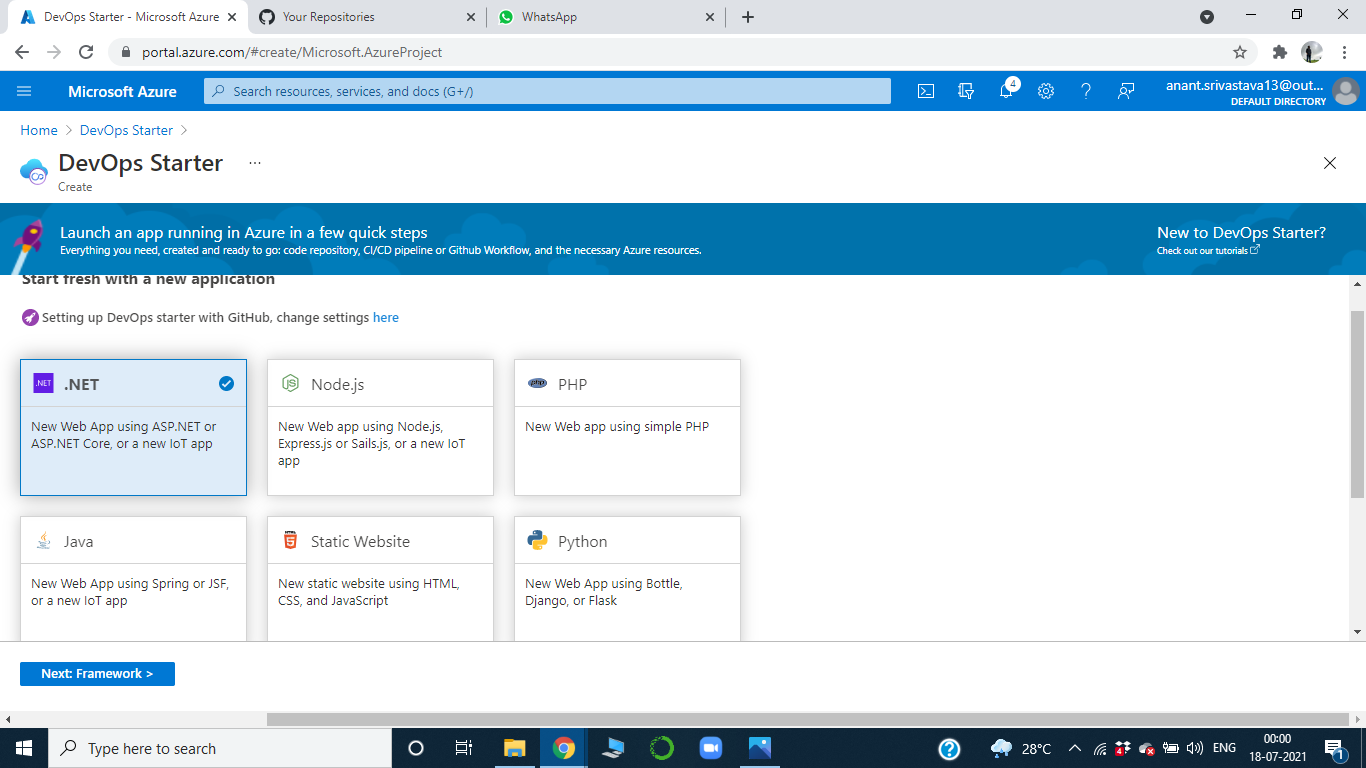 DevOps Starter - Microsoft Azure
Your Repositories
WhatsApp
portal.azure.com/#create/Microsoft.AzureProject
Microsoft Azure
Search resources, services, and docs (G+/)
4
anant.srivastava13@out...
DEFAULT DIRECTORY
Home > DevOps Starter >
DevOps Starter ...
Create
Launch an app running in Azure in a few quick steps
Everything you need, created and ready to go: code repository, CI/CD pipeline or Github Workflow, and the necessary Azure resources.
New to DevOps Starter?
Check out our tutorials
Start fresh with a new application
Setting up DevOps starter with GitHub, change settings here
.NET
.NET
New Web App using ASP.NET or
ASP.NET Core, or a new IoT app
Node.js
New Web app using Node.js,
Express.js or Sails.js, or a new IoT
app
php
PHP
New Web app using simple PHP
Java
New Web App using Spring or JSF,
or a new IoT app
Static Website
New static website using HTML,
CSS, and JavaScript
Python
New Web App using Bottle,
Django, or Flask
Next: Framework >
Type here to search
28°C
4
ENG
00:00
18-07-2021
1